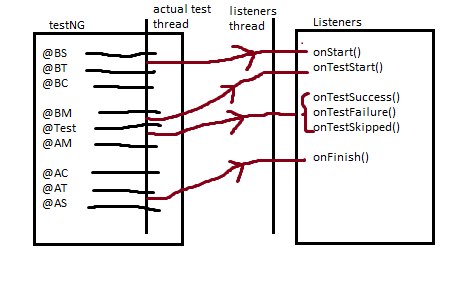 testNG
actual test
thread
listeners
thread
Listeners
@BS
@BT
@BC
@BM
@Test
@AM
@AC
@AT
@AS
onStart()
onTestStart()
onTestSuccess()
onTestFailure()
onTestSkipped()
onFinish()